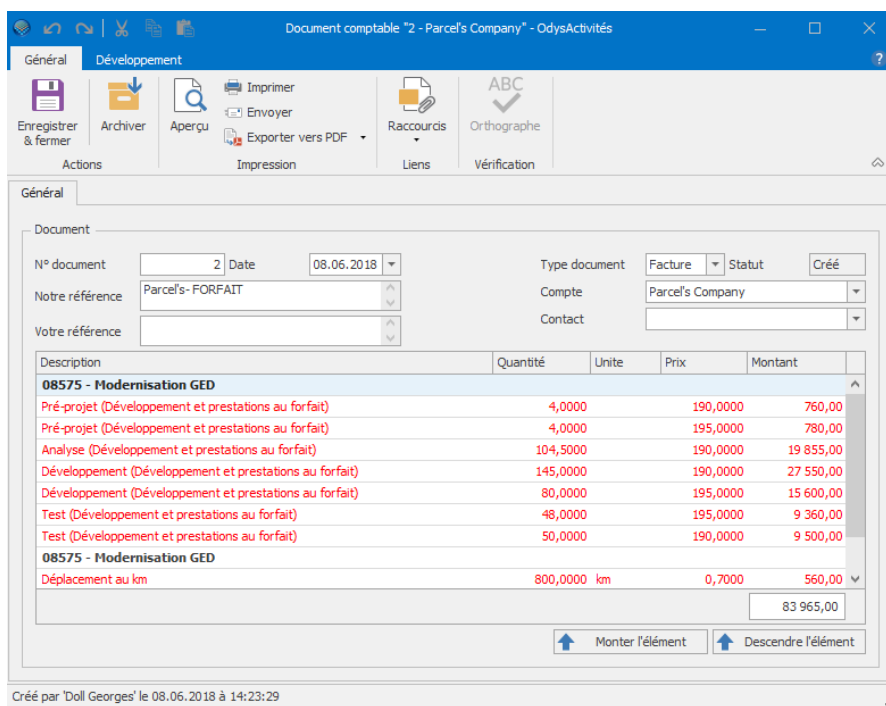 Document comptable "2 - Parcel's Company" - OdysActivités
Général Développement ?
Enregistrer & fermer
Archiver
Actions
Aperçu
Imprimer
Envoyer
Exporter vers PDF
Impression
Raccourcis
Liens
ABC
Orthographe
Vérification
Général
Document
N° document 2 Date 08.06.2018 Type document Facture Statut Créé
Notre référence Parcel's- FORFAIT Compte Parcel's Company
Votre référence Contact
Description Quantité Unite Prix Montant
08575 - Modernisation GED
Pré-projet (Développement et prestations au forfait) 4,0000 190,0000 760,00
Pré-projet (Développement et prestations au forfait) 4,0000 195,0000 780,00
Analyse (Développement et prestations au forfait) 104,5000 190,0000 19 855,00
Développement (Développement et prestations au forfait) 145,0000 190,0000 27 550,00
Développement (Développement et prestations au forfait) 80,0000 195,0000 15 600,00
Test (Développement et prestations au forfait) 48,0000 195,0000 9 360,00
Test (Développement et prestations au forfait) 50,0000 190,0000 9 500,00
08575 - Modernisation GED
Déplacement au km 800,0000 km 0,7000 560,00
83 965,00
Monter l'élément Descendre l'élément
Créé par 'Doll Georges' le 08.06.2018 à 14:23:29